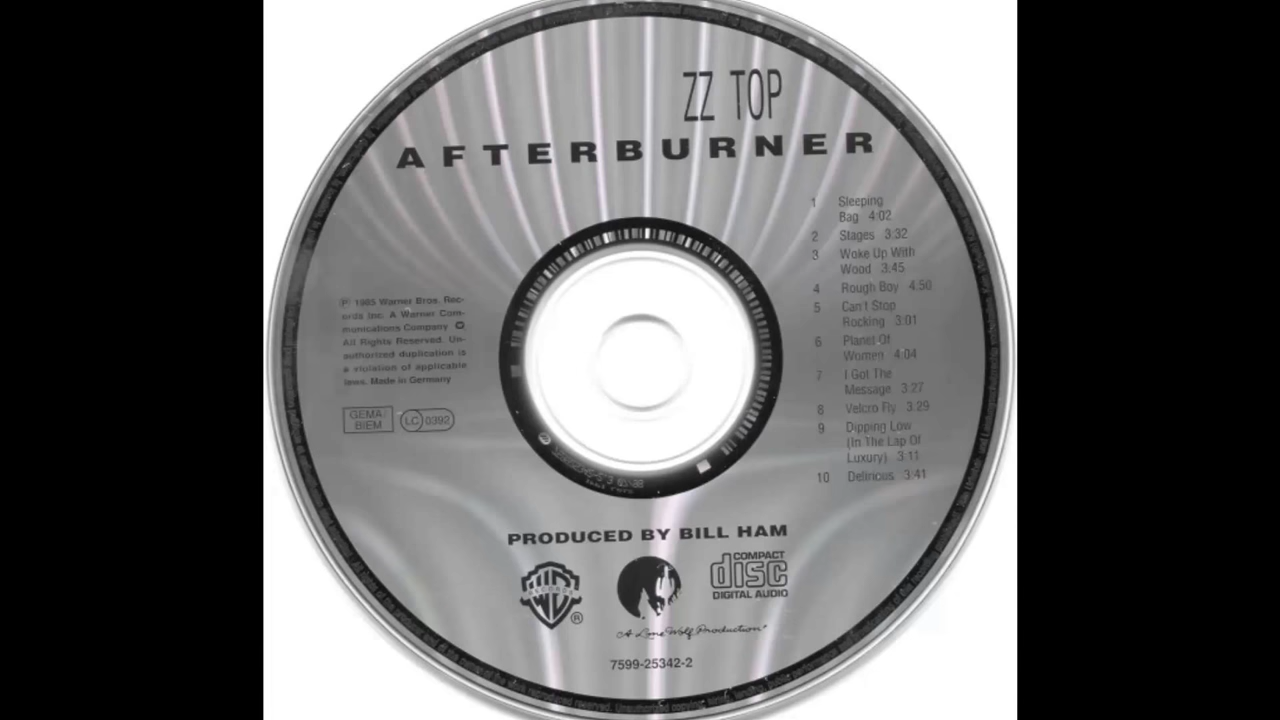 ZZ TOP
AFTERBURNER
1 Sleeping
Bag 4:02
2 Stages 3:32
3 Woke Up With
Wood 3:45
4 Rough Boy 4:50
5 Can't Stop
Rocking 3:01
6 Planet Of
Women 4:04
7 I Got The
Message 3:27
8 Velcro Fly 3:29
9 Dipping Low
(In The Lap Of
Luxury) 3:11
10 Delirious 3:41
℗ 1985 Warner Bros. Rec-
ords Inc. A Warner Com-
munications Company
All Rights Reserved. Un-
authorized duplication is
a violation of applicable
laws. Made in Germany
GEMA
BIEM
LC 0392
PRODUCED BY BILL HAM
WB
RECORDS
®
COMPACT
disc
DIGITAL AUDIO
A Lone Wolf Production
7599-25342-2